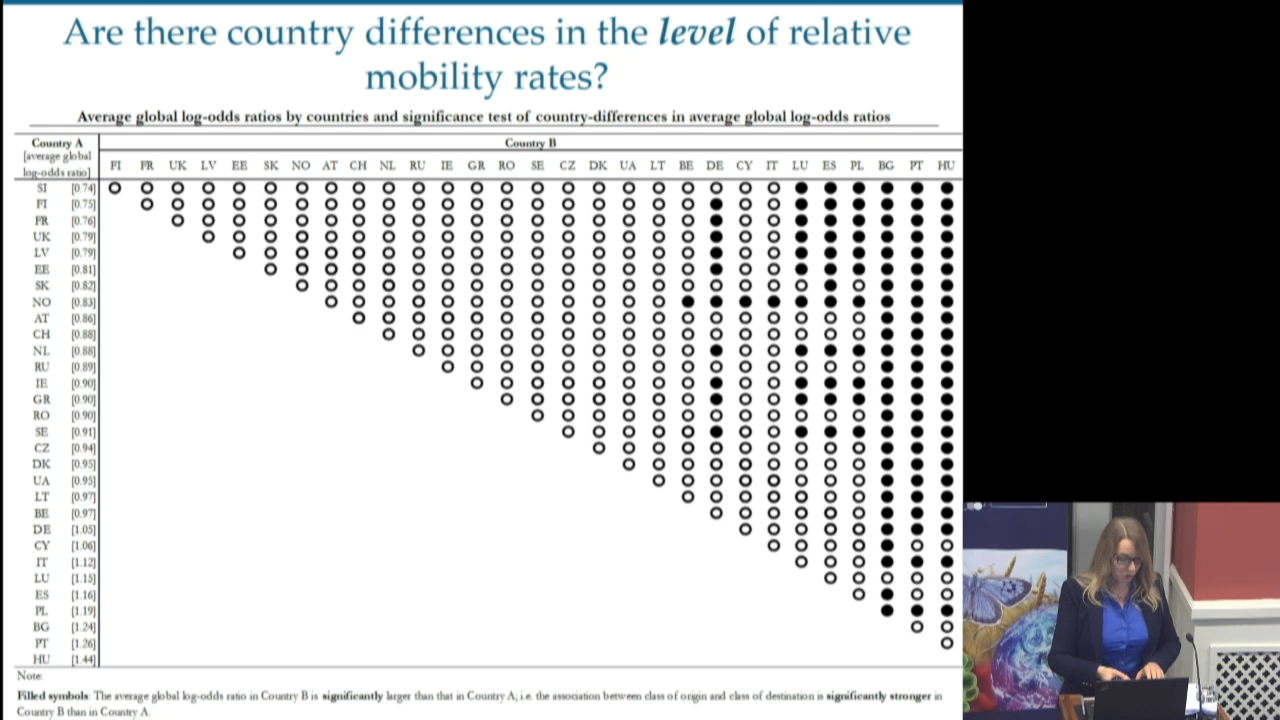 Are there country differences in the level of relative
mobility rates?
Average global log-odds ratios by countries and significance test of country-differences in average global log-odds ratios
Country A
[average global
log-odds ratio]
Country B
FI FR UK LV EE SK NO AT CH NL RU IE GR RO SE CZ DK UA LT BE DE CY IT LU ES PL BG PT HU
SI [0.74]
FI [0.75]
FR [0.76]
UK [0.79]
LV [0.79]
EE [0.81]
SK [0.82]
NO [0.83]
AT [0.86]
CH [0.88]
NL [0.88]
RU [0.89]
IE [0.90]
GR [0.90]
RO [0.90]
SE [0.91]
CZ [0.94]
DK [0.95]
UA [0.95]
LT [0.97]
BE [0.97]
DE [1.05]
CY [1.06]
IT [1.12]
LU [1.15]
ES [1.16]
PL [1.19]
BG [1.24]
PT [1.26]
HU [1.44]
Note:
Filled symbols: The average global log-odds ratio in Country B is significantly larger than that in Country A; i.e. the association between class of origin and class of destination is significantly stronger in
Country B than in Country A.